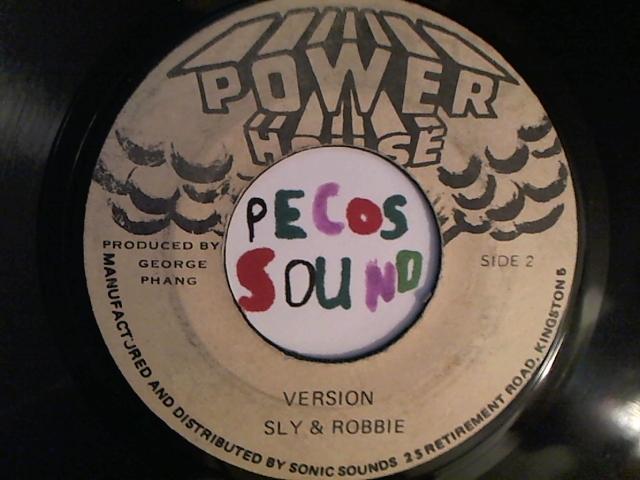 POWER
HOUSE
PECOS
SOUND
PRODUCED BY
GEORGE
PHANG
SIDE 2
VERSION
SLY & ROBBIE
MANUFACTURED AND DISTRIBUTED BY SONIC SOUNDS 25 RETIREMENT ROAD, KINGSTON 5